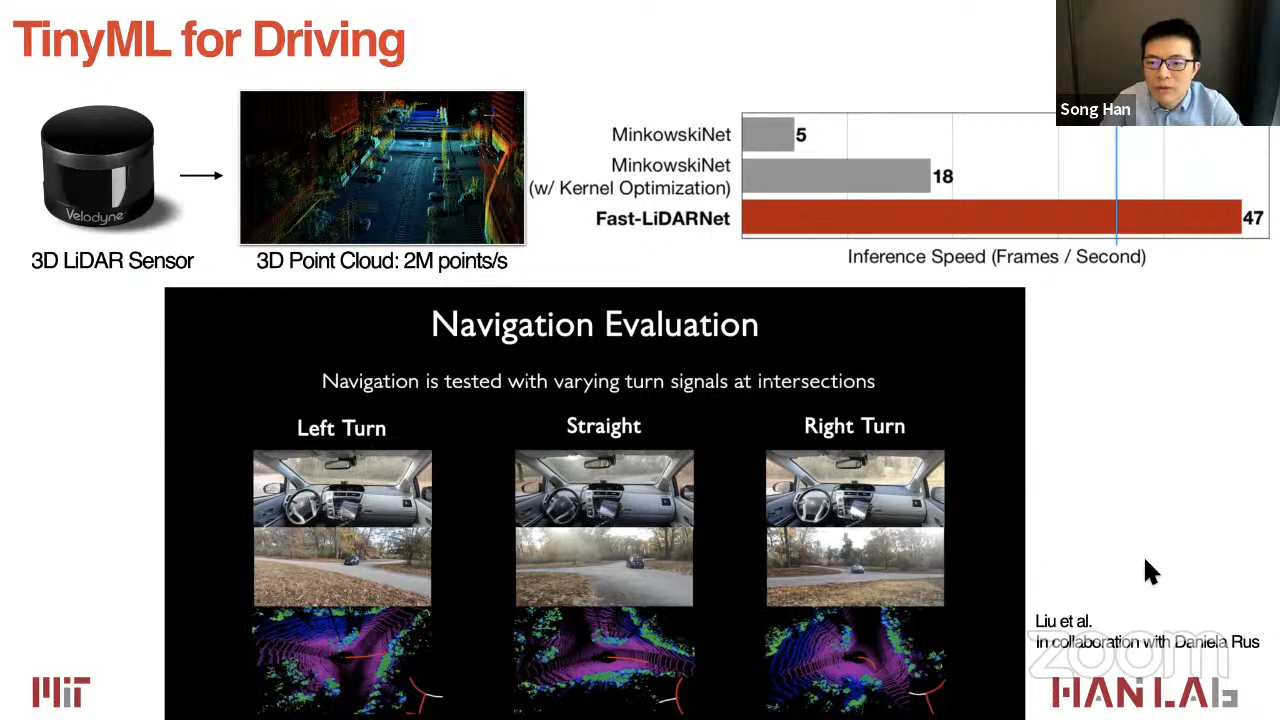 TinyML for Driving
Song Han
Velodyne
3D LiDAR Sensor
3D Point Cloud: 2M points/s
MinkowskiNet
5
MinkowskiNet
(w/ Kernel Optimization)
18
Fast-LiDARNet
47
Inference Speed (Frames / Second)
Navigation Evaluation
Navigation is tested with varying turn signals at intersections
Left Turn
Straight
Right Turn
Liu et al.
In collaboration with Daniela Rus
zoom
MIT
HAN LAB